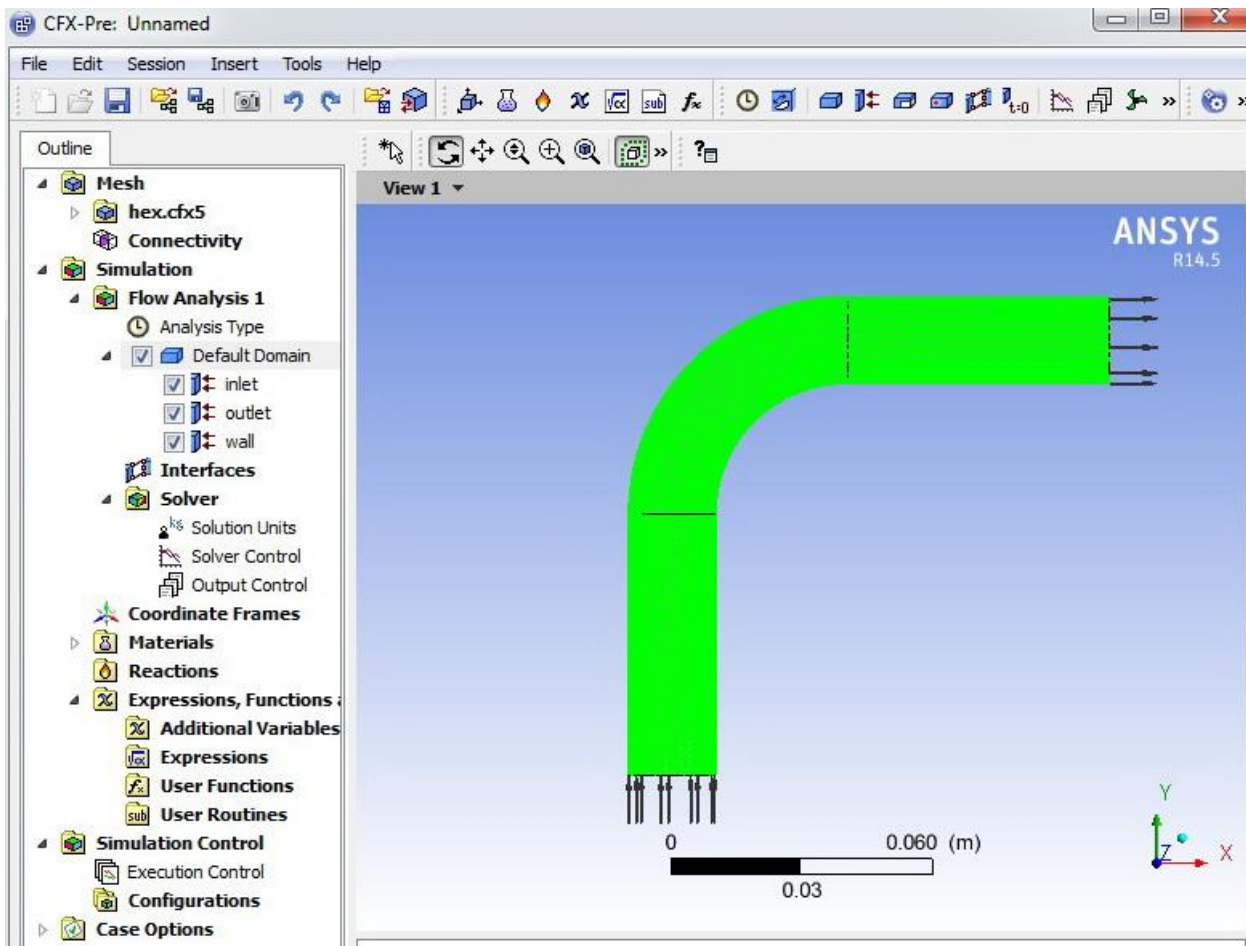 CFX-Pre: Unnamed
File Edit Session Insert Tools Help
Outline
Mesh
hex.cfx5
Connectivity
Simulation
Flow Analysis 1
Analysis Type
Default Domain
inlet
outlet
wall
Interfaces
Solver
Solution Units
Solver Control
Output Control
Coordinate Frames
Materials
Reactions
Expressions, Functions
Additional Variables
Expressions
User Functions
User Routines
Simulation Control
Execution Control
Configurations
Case Options
View 1
ANSYS
R14.5
0 0.060 (m)
0.03
Y
Z X